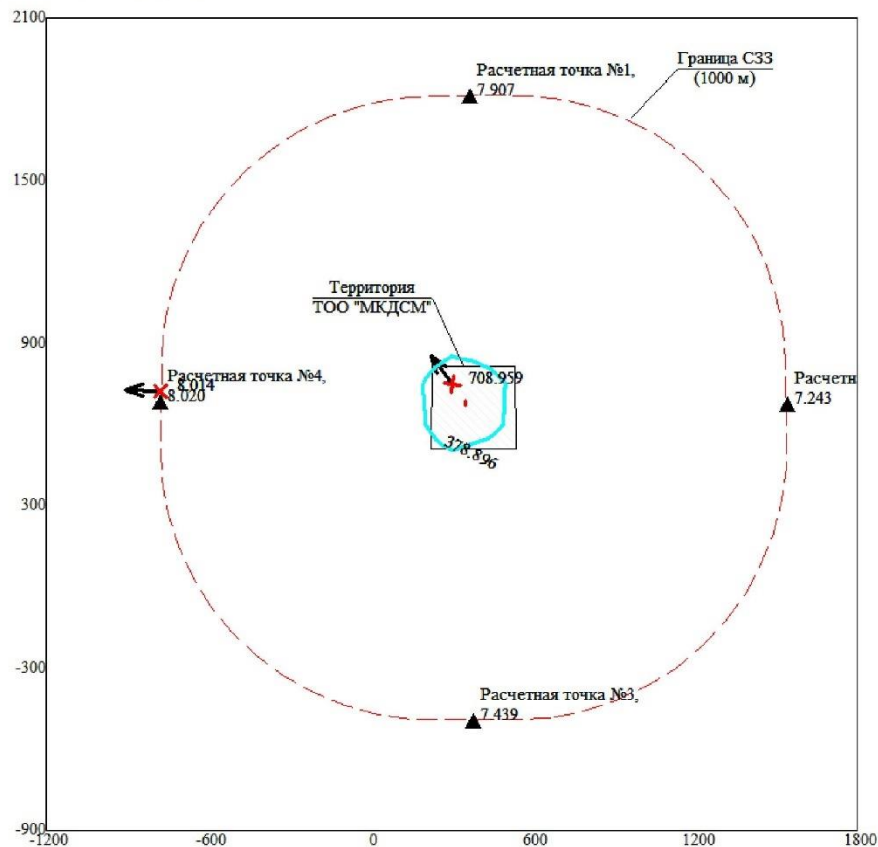 2100
Граница СЗЗ
(1000 м)
Расчетная точка №1,
7.907
1500
Территория
ТОО "МКДСМ"
900
708.959
Расчетная точка №4,
8.014
8.020
Расчетн
7.243
378.896
300
-300
Расчетная точка №3,
7.439
-900
-1200 -600 0 600 1200 1800